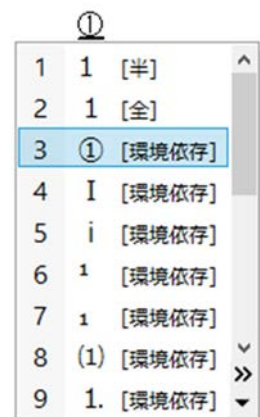 ①
1 1 [半]
2 1 [全]
3 ① [環境依存]
4 Ⅰ [環境依存]
5 ⅰ [環境依存]
6 ¹ [環境依存]
7 ₁ [環境依存]
8 ⑴ [環境依存]
9 ⒈ [環境依存]